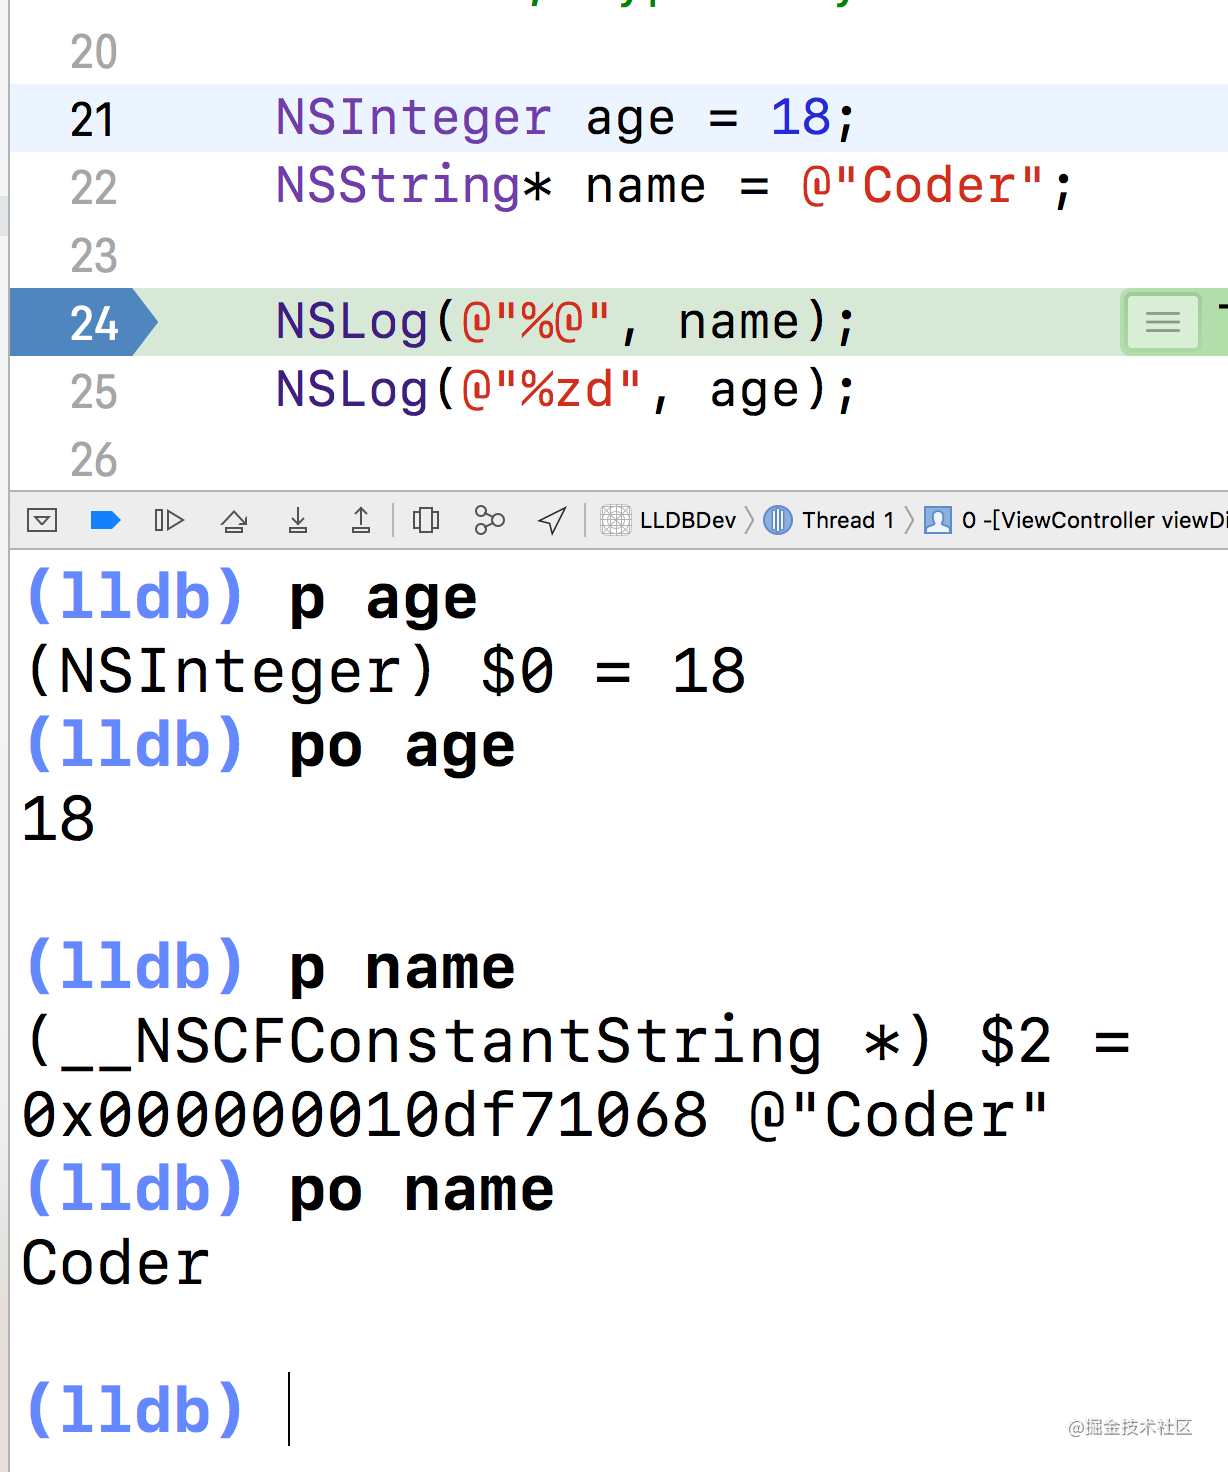 20
21 NSInteger age = 18;
22 NSString* name = @"Coder";
23
24 NSLog(@"%@", name);
25 NSLog(@"%zd", age);
26
LLDBDev Thread 1 0 -[ViewController viewDi
(lldb) p age
(NSInteger) $0 = 18
(lldb) po age
18
(lldb) p name
(__NSCFConstantString *) $2 =
0x000000010df71068 @"Coder"
(lldb) po name
Coder
(lldb)
@掘金技术社区